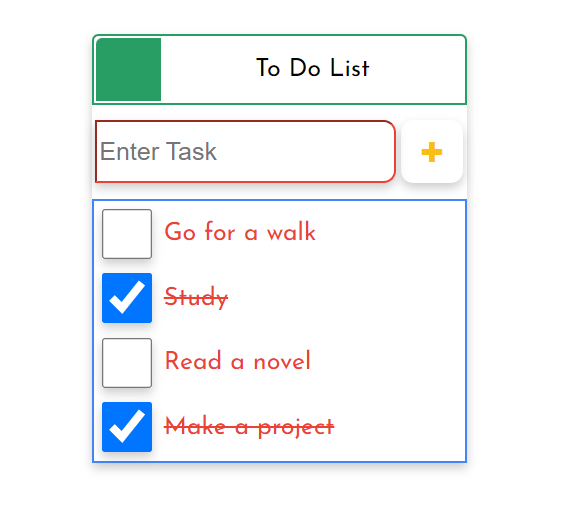 To Do List
Enter Task
Go for a walk
Study
Read a novel
Make a project